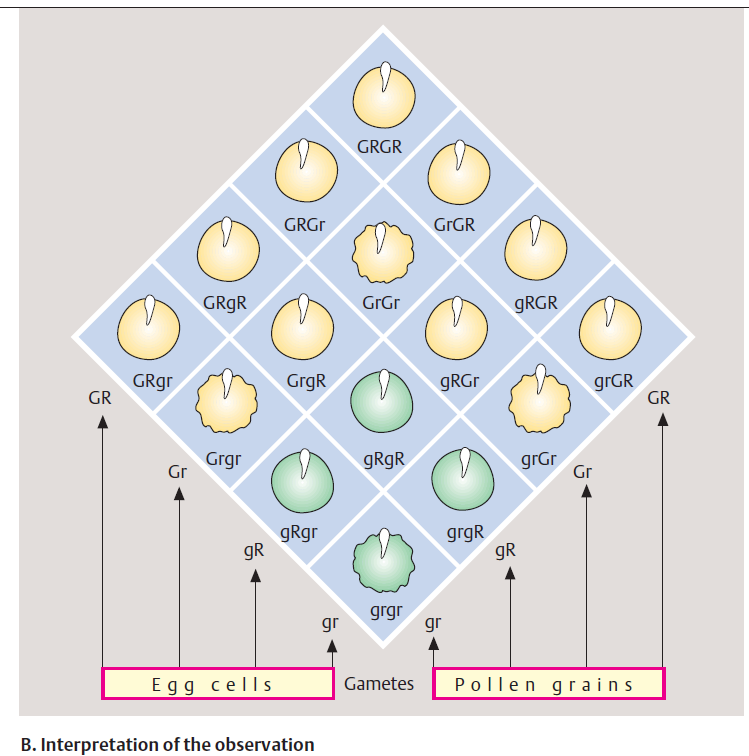 GRGR
GRGr GrGR
GRgR GrGr gRGR
GRgr GrgR gRGr grGR
GR GR
Grgr gRgR grGr
Gr Gr
gRgr grgR
gR gR
grgr
gr gr
Egg cells Gametes Pollen grains
B. Interpretation of the observation